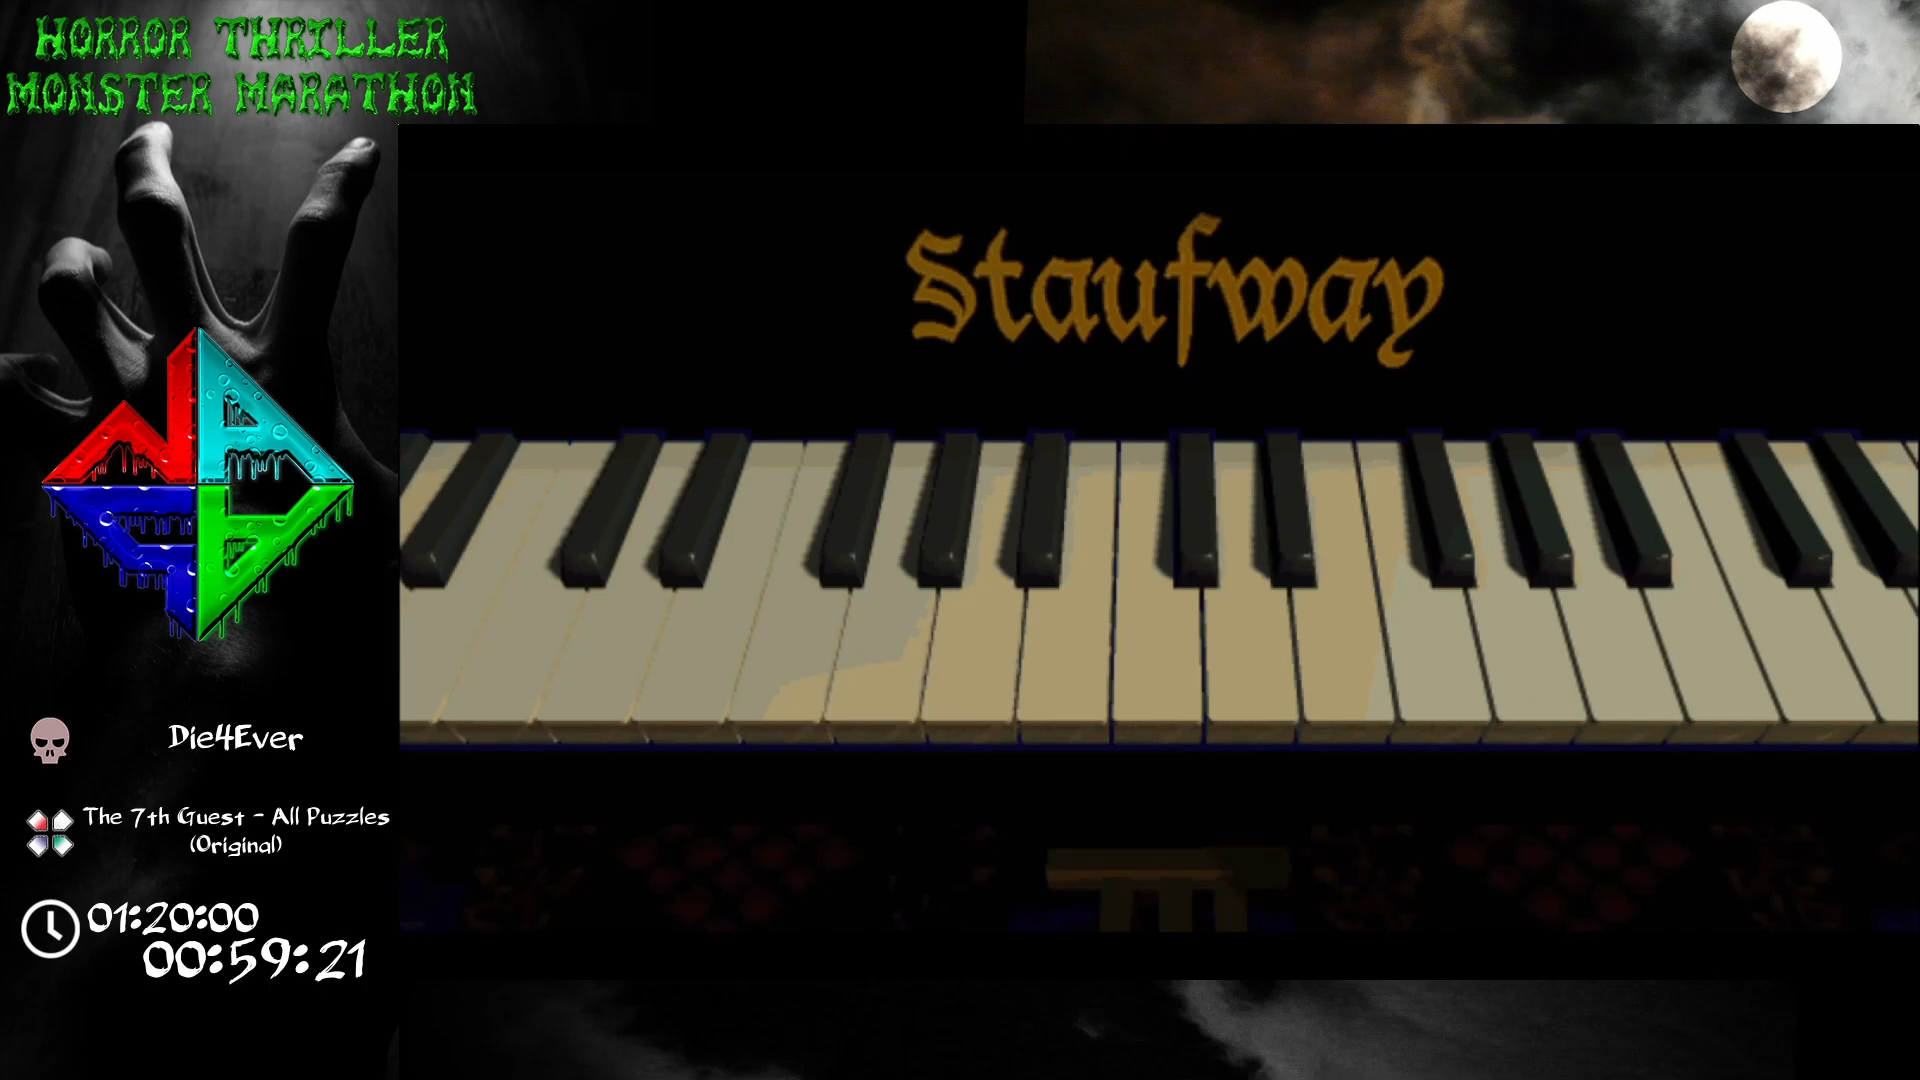 HORROR THRILLER
MONSTER MARATHON
Staufway
Die4Ever
The 7th Guest - All Puzzles
(Original)
01:20:00
00:59:21